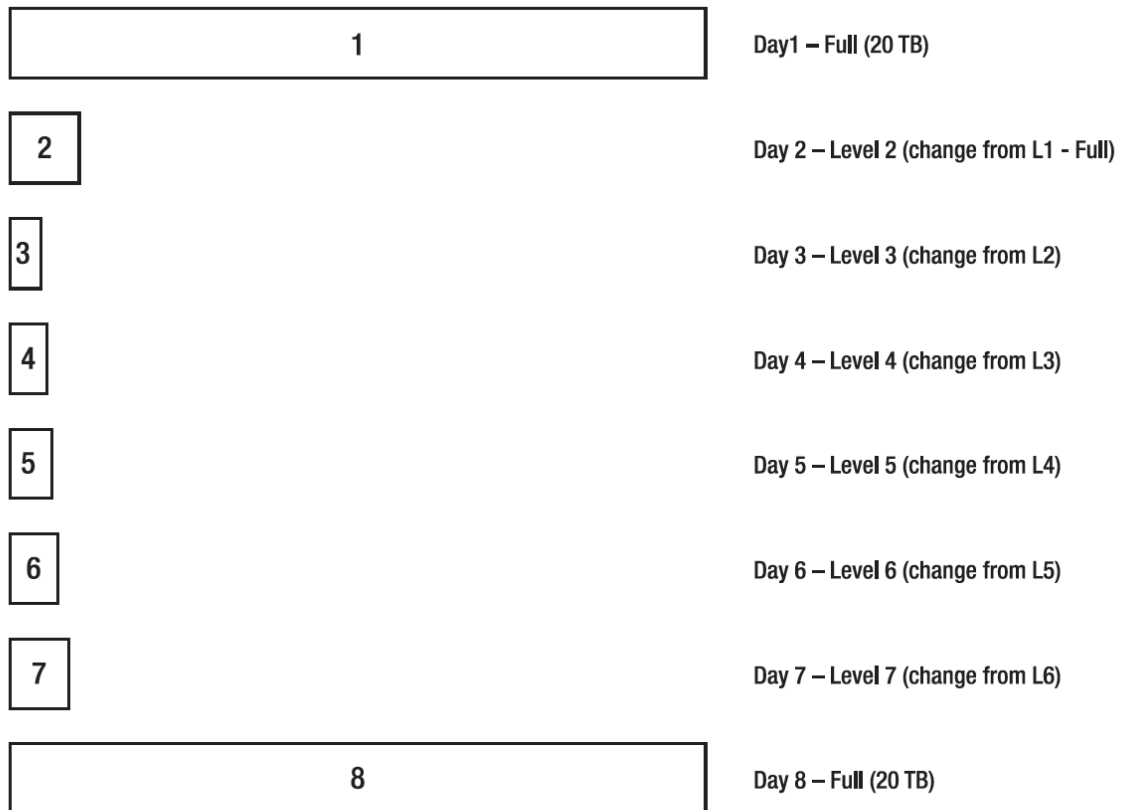 1 Day1 – Full (20 TB)
2 Day 2 – Level 2 (change from L1 - Full)
3 Day 3 – Level 3 (change from L2)
4 Day 4 – Level 4 (change from L3)
5 Day 5 – Level 5 (change from L4)
6 Day 6 – Level 6 (change from L5)
7 Day 7 – Level 7 (change from L6)
8 Day 8 – Full (20 TB)